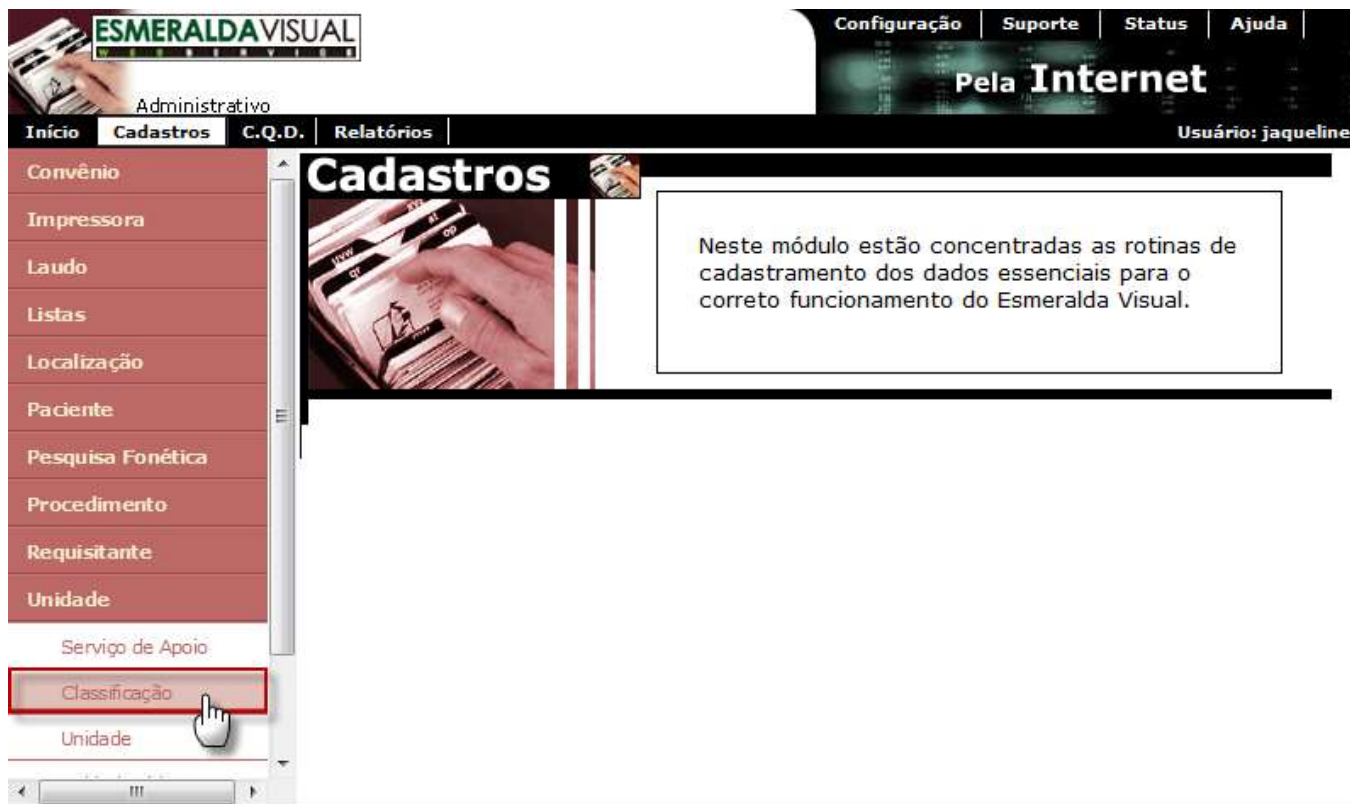 ESMERALDAVISUAL
WEB SERVICE
Administrativo
Configuração Suporte Status Ajuda
Pela Internet
Início Cadastros C.Q.D. Relatórios Usuário: jaqueline
Convênio
Impressora
Laudo
Listas
Localização
Paciente
Pesquisa Fonética
Procedimento
Requisitante
Unidade
Serviço de Apoio
Classificação
Unidade
Cadastros
Neste módulo estão concentradas as rotinas de
cadastramento dos dados essenciais para o
correto funcionamento do Esmeralda Visual.